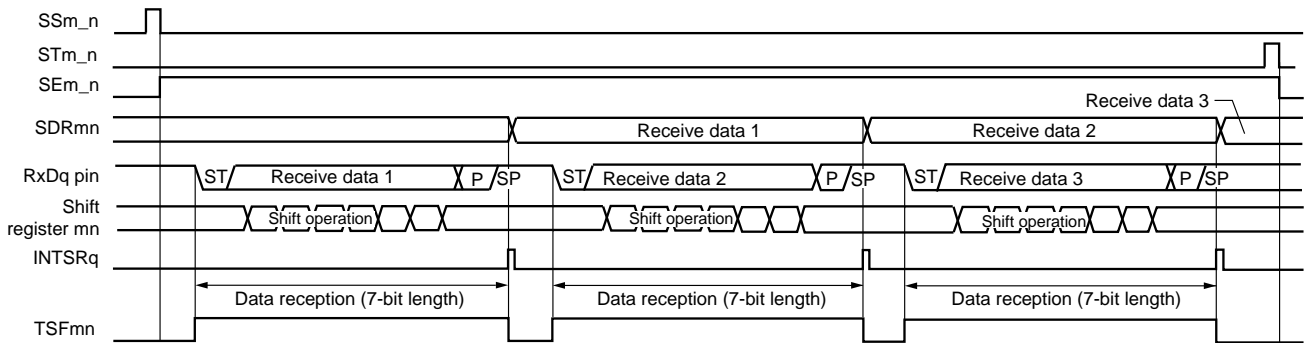 SSm_n
STm_n
SEm_n
Receive data 3
SDRmn
Receive data 1
Receive data 2
RxDq pin
ST
Receive data 1
P
SP
ST
Receive data 2
P
SP
ST
Receive data 3
P
SP
Shift
register mn
Shift operation
Shift operation
Shift operation
INTSRq
Data reception (7-bit length)
Data reception (7-bit length)
Data reception (7-bit length)
TSFmn